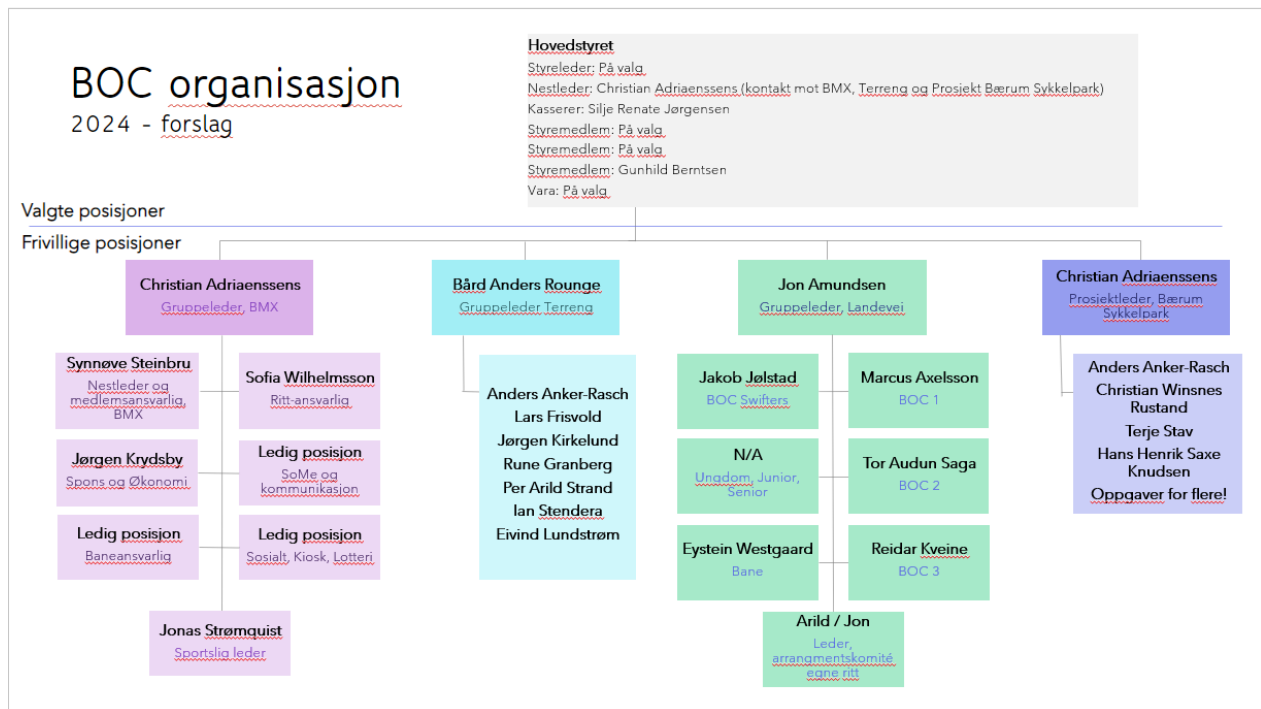 BOC organisasjon
2024 - forslag
Hovedstyret
Styreleder: På valg
Nestleder: Christian Adriaenssens (kontakt mot BMX, Terreng og Prosjekt Bærum Sykkelpark)
Kasserer: Silje Renate Jørgensen
Styremedlem: På valg
Styremedlem: På valg
Styremedlem: Gunhild Berntsen
Vara: På valg
Valgte posisjoner
Frivillige posisjoner
Christian Adriaenssens
Gruppeleder, BMX
Synnøve Steinbru
Nestleder og
medlemsansvarlig,
BMX
Sofia Wilhelmsson
Ritt-ansvarlig
Jørgen Krydsby
Spons og Økonomi
Ledig posisjon
SoMe og
kommunikasjon
Ledig posisjon
Baneansvarlig
Ledig posisjon
Sosialt, Kiosk, Lotteri
Jonas Strømquist
Sportslig leder
Bård Anders Rounge
Gruppeleder Terreng
Anders Anker-Rasch
Lars Frisvold
Jørgen Kirkelund
Rune Granberg
Per Arild Strand
Ian Stendera
Eivind Lundstrøm
Jon Amundsen
Gruppeleder, Landevei
Jakob Jølstad
BOC Swifters
Marcus Axelsson
BOC 1
N/A
Ungdom, Junior,
Senior
Tor Audun Saga
BOC 2
Eystein Westgaard
Bane
Reidar Kveine
BOC 3
Arild / Jon
Leder,
arrangmentskomité
egne ritt
Christian Adriaenssens
Prosjektleder, Bærum
Sykkelpark
Anders Anker-Rasch
Christian Winsnes
Rustand
Terje Stav
Hans Henrik Saxe
Knudsen
Oppgaver for flere!